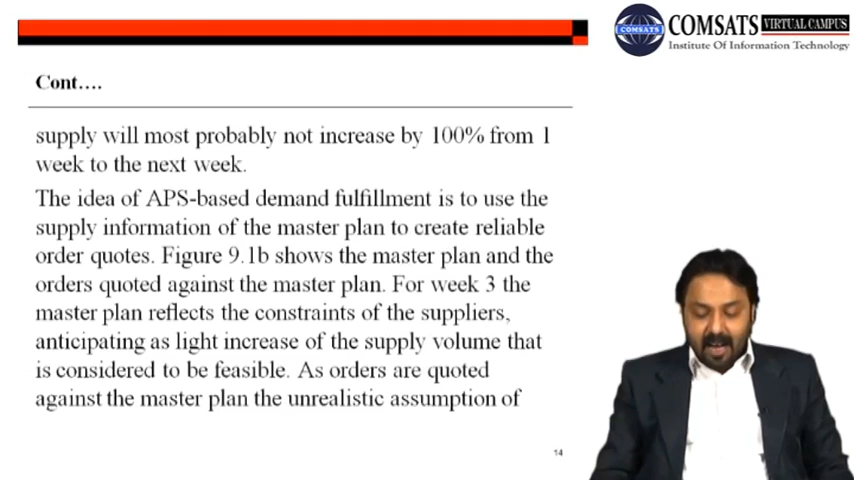 COMSATS
COMSATS VIRTUAL CAMPUS
Institute Of Information Technology
Cont….
supply will most probably not increase by 100% from 1
week to the next week.
The idea of APS-based demand fulfillment is to use the
supply information of the master plan to create reliable
order quotes. Figure 9.1b shows the master plan and the
orders quoted against the master plan. For week 3 the
master plan reflects the constraints of the suppliers,
anticipating as light increase of the supply volume that
is considered to be feasible. As orders are quoted
against the master plan the unrealistic assumption of
14